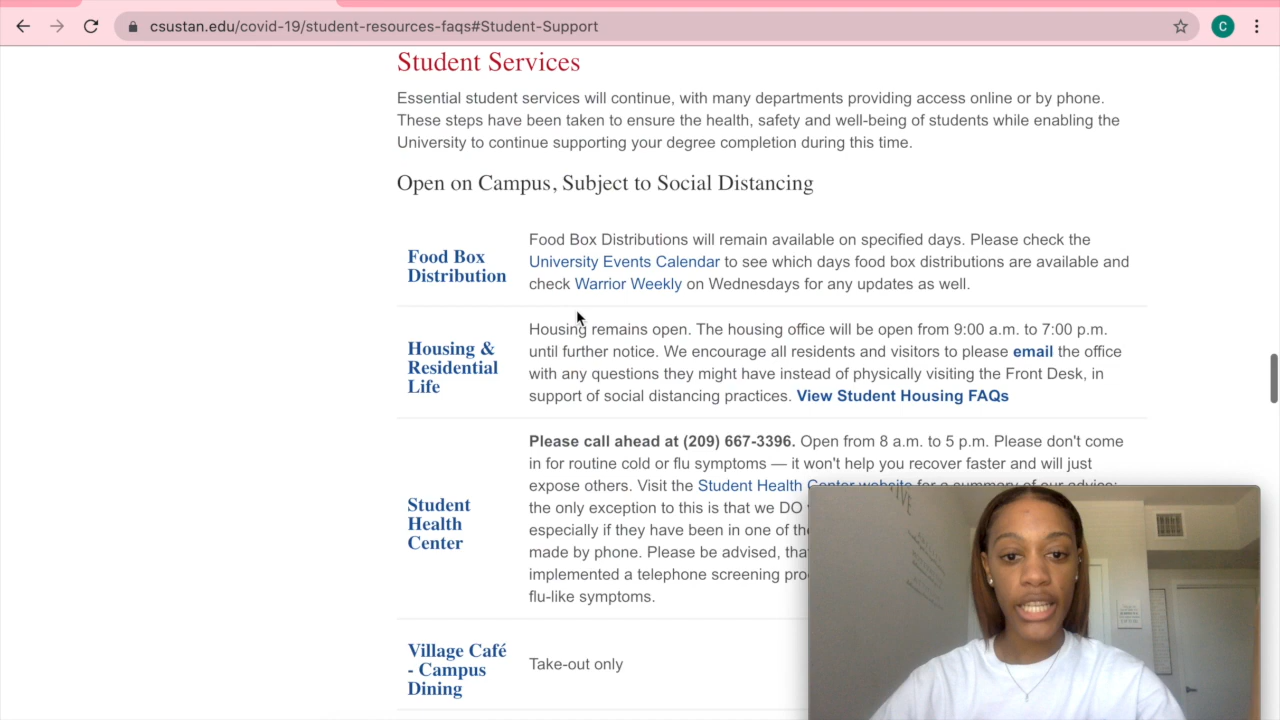 csustan.edu/covid-19/student-resources-faqs#Student-Support
C
Student Services
Essential student services will continue, with many departments providing access online or by phone.
These steps have been taken to ensure the health, safety and well-being of students while enabling the
University to continue supporting your degree completion during this time.
Open on Campus, Subject to Social Distancing
Food Box
Distribution
Food Box Distributions will remain available on specified days. Please check the
University Events Calendar to see which days food box distributions are available and
check Warrior Weekly on Wednesdays for any updates as well.
Housing &
Residential
Life
Housing remains open. The housing office will be open from 9:00 a.m. to 7:00 p.m.
until further notice. We encourage all residents and visitors to please email the office
with any questions they might have instead of physically visiting the Front Desk, in
support of social distancing practices. View Student Housing FAQs
Student
Health
Center
Please call ahead at (209) 667-3396. Open from 8 a.m. to 5 p.m. Please don't come
in for routine cold or flu symptoms — it won't help you recover faster and will just
expose others. Visit the Student Health Center website for a summary of our advice;
the only exception to this is that we DO
especially if they have been in one of the
made by phone. Please be advised, tha
implemented a telephone screening pro
flu-like symptoms.
Village Café
- Campus
Dining
Take-out only